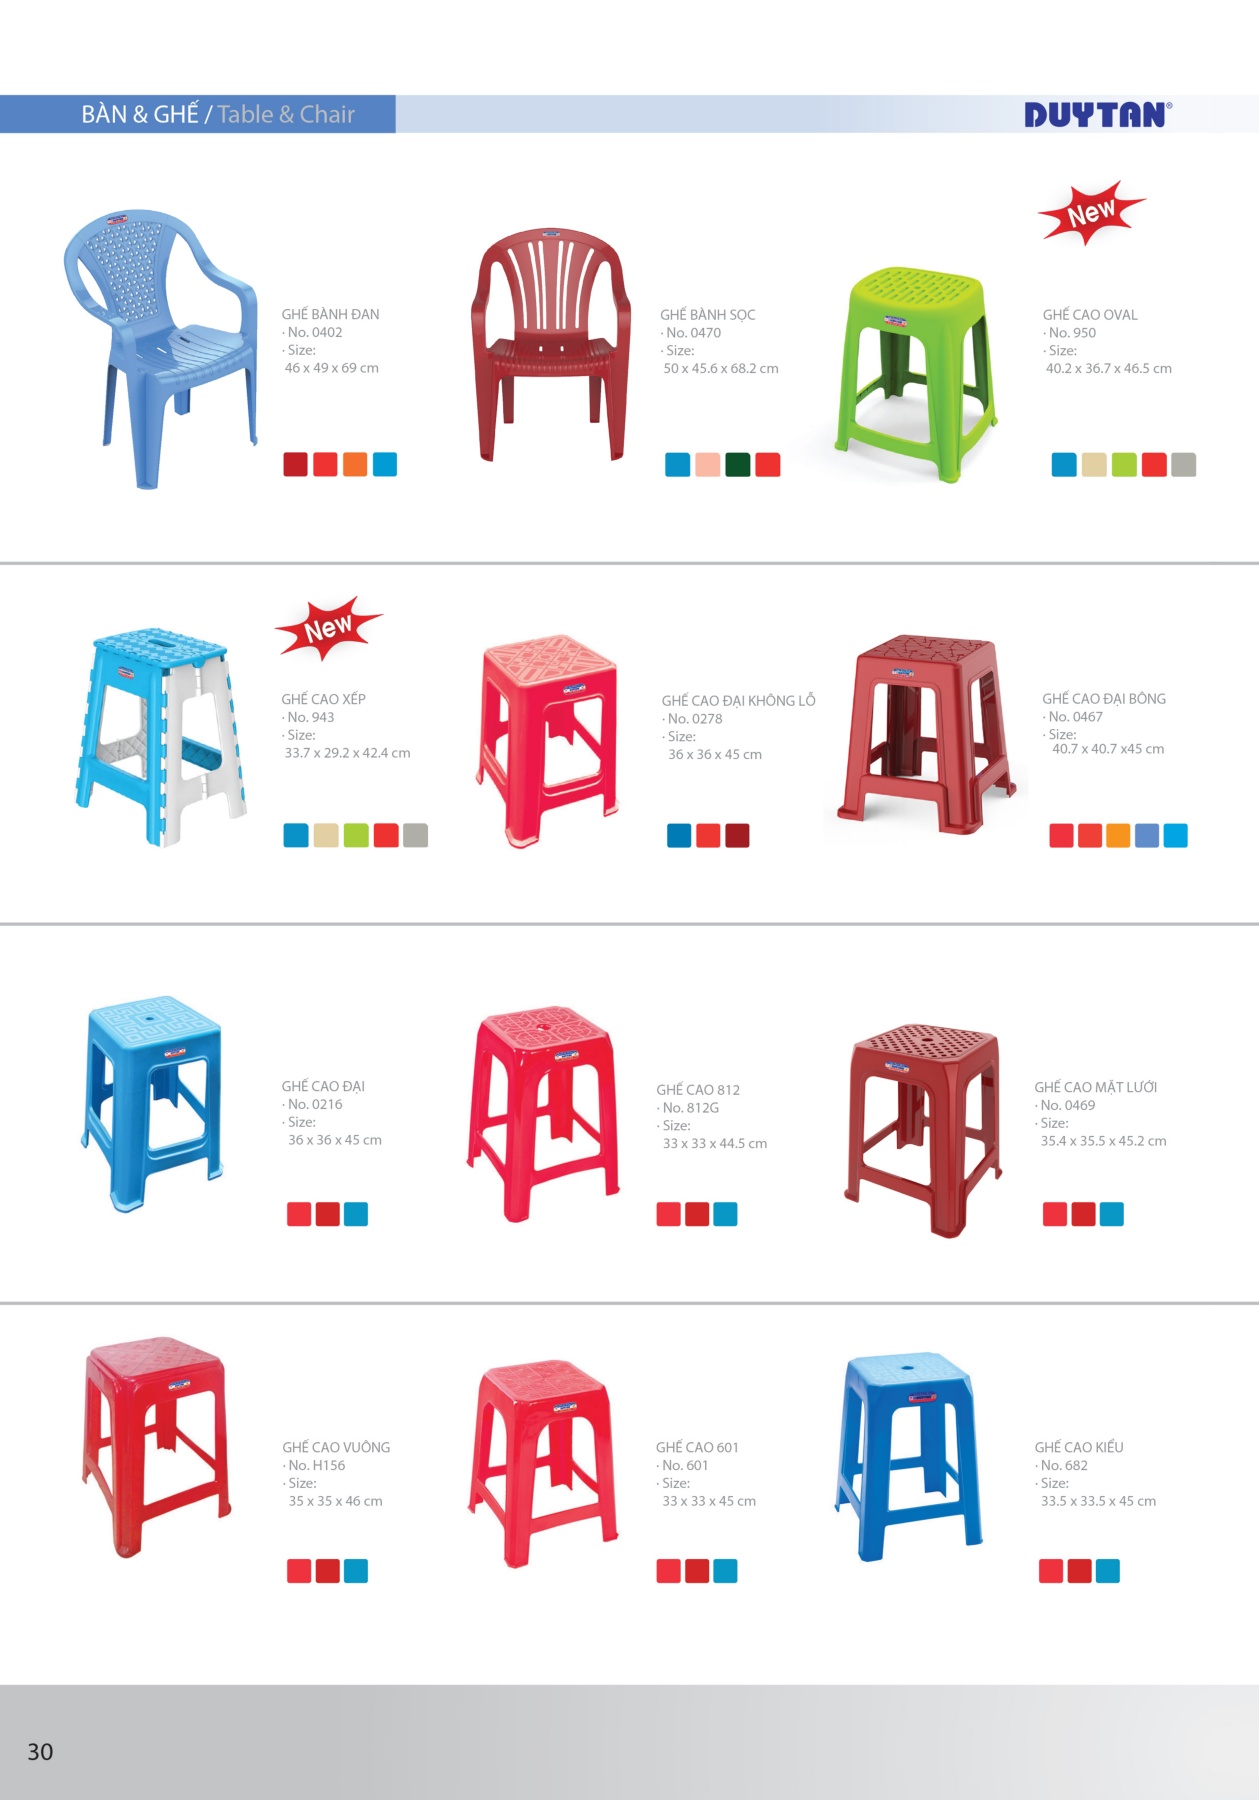 BÀN & GHẾ / Table & Chair
DUYTAN®
GHẾ BÀNH ĐAN
· No. 0402
· Size:
46 x 49 x 69 cm
GHẾ BÀNH SỌC
· No. 0470
· Size:
50 x 45.6 x 68.2 cm
New
GHẾ CAO OVAL
· No. 950
· Size:
40.2 x 36.7 x 46.5 cm
New
GHẾ CAO XẾP
· No. 943
· Size:
33.7 x 29.2 x 42.4 cm
GHẾ CAO ĐẠI KHÔNG LỖ
· No. 0278
· Size:
36 x 36 x 45 cm
GHẾ CAO ĐẠI BÔNG
· No. 0467
· Size:
40.7 x 40.7 x45 cm
GHẾ CAO ĐẠI
· No. 0216
· Size:
36 x 36 x 45 cm
GHẾ CAO 812
· No. 812G
· Size:
33 x 33 x 44.5 cm
GHẾ CAO MẶT LƯỚI
· No. 0469
· Size:
35.4 x 35.5 x 45.2 cm
GHẾ CAO VUÔNG
· No. H156
· Size:
35 x 35 x 46 cm
GHẾ CAO 601
· No. 601
· Size:
33 x 33 x 45 cm
GHẾ CAO KIỂU
· No. 682
· Size:
33.5 x 33.5 x 45 cm
30